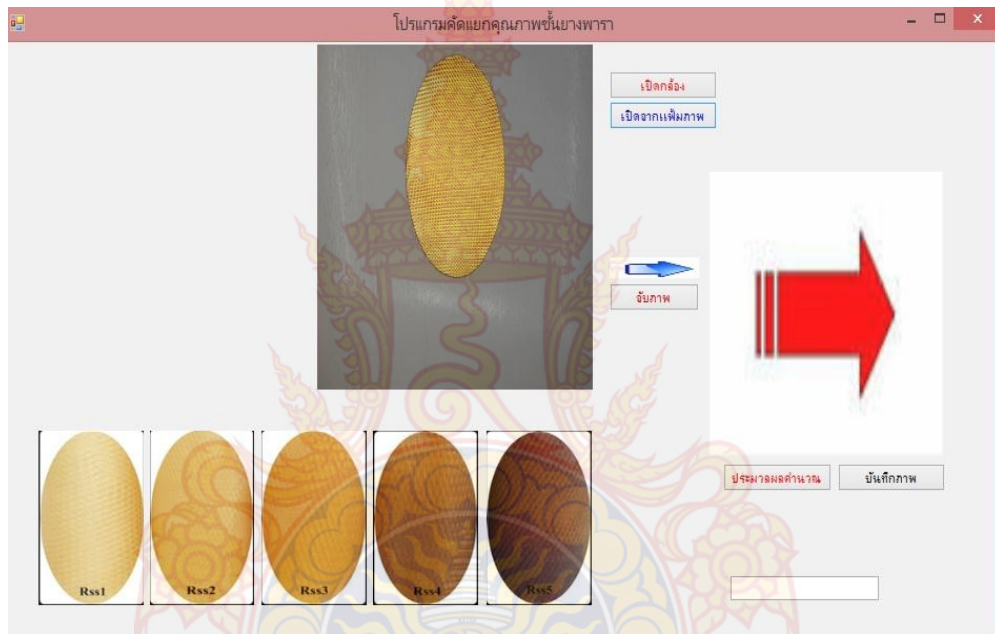 โปรแกรมคัดแยกคุณภาพชั้นยางพารา
เปิดกล้อง
เปิดจากแฟ้มภาพ
จับภาพ
ประมวลผลคำนวณ
บันทึกภาพ
Rss1
Rss2
Rss3
Rss4
Rss5